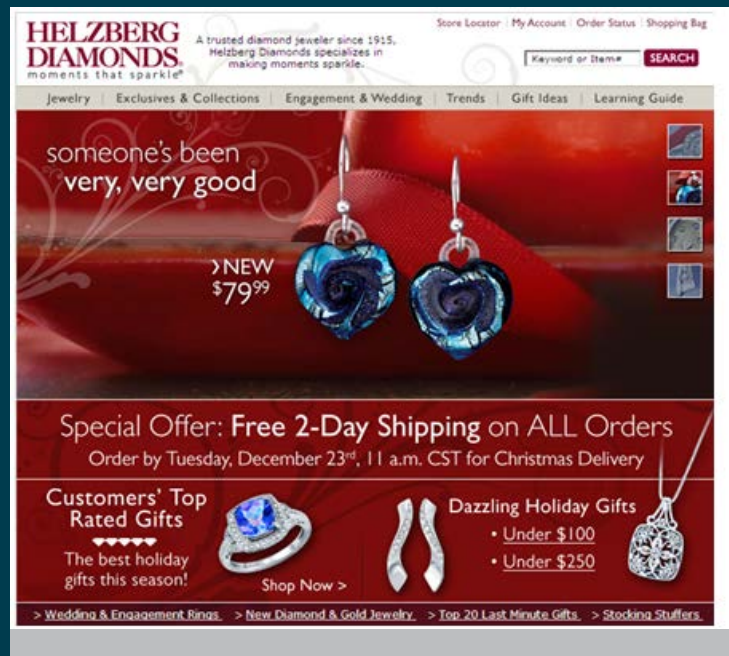 Store Locator | My Account | Order Status | Shopping Bag
HELZBERG
DIAMONDS®
moments that sparkle®
A trusted diamond jeweler since 1915,
Helzberg Diamonds specializes in
making moments sparkle.
Keyword or Item#
SEARCH
Jewelry | Exclusives & Collections | Engagement & Wedding | Trends | Gift Ideas | Learning Guide
someone's been
very, very good
›NEW
$79⁹⁹
Special Offer: Free 2-Day Shipping on ALL Orders
Order by Tuesday, December 23rd, 11 a.m. CST for Christmas Delivery
Customers' Top
Rated Gifts
The best holiday
gifts this season!
Shop Now >
Dazzling Holiday Gifts
• Under $100
• Under $250
> Wedding & Engagement Rings > New Diamond & Gold Jewelry > Top 20 Last Minute Gifts > Stocking Stuffers